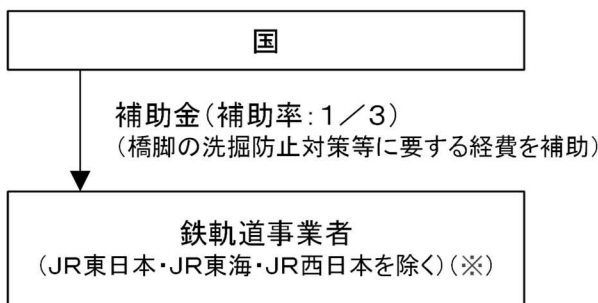 国
補助金(補助率:1/3)
(橋脚の洗掘防止対策等に要する経費を補助)
鉄軌道事業者
(JR東日本・JR東海・JR西日本を除く)(※)